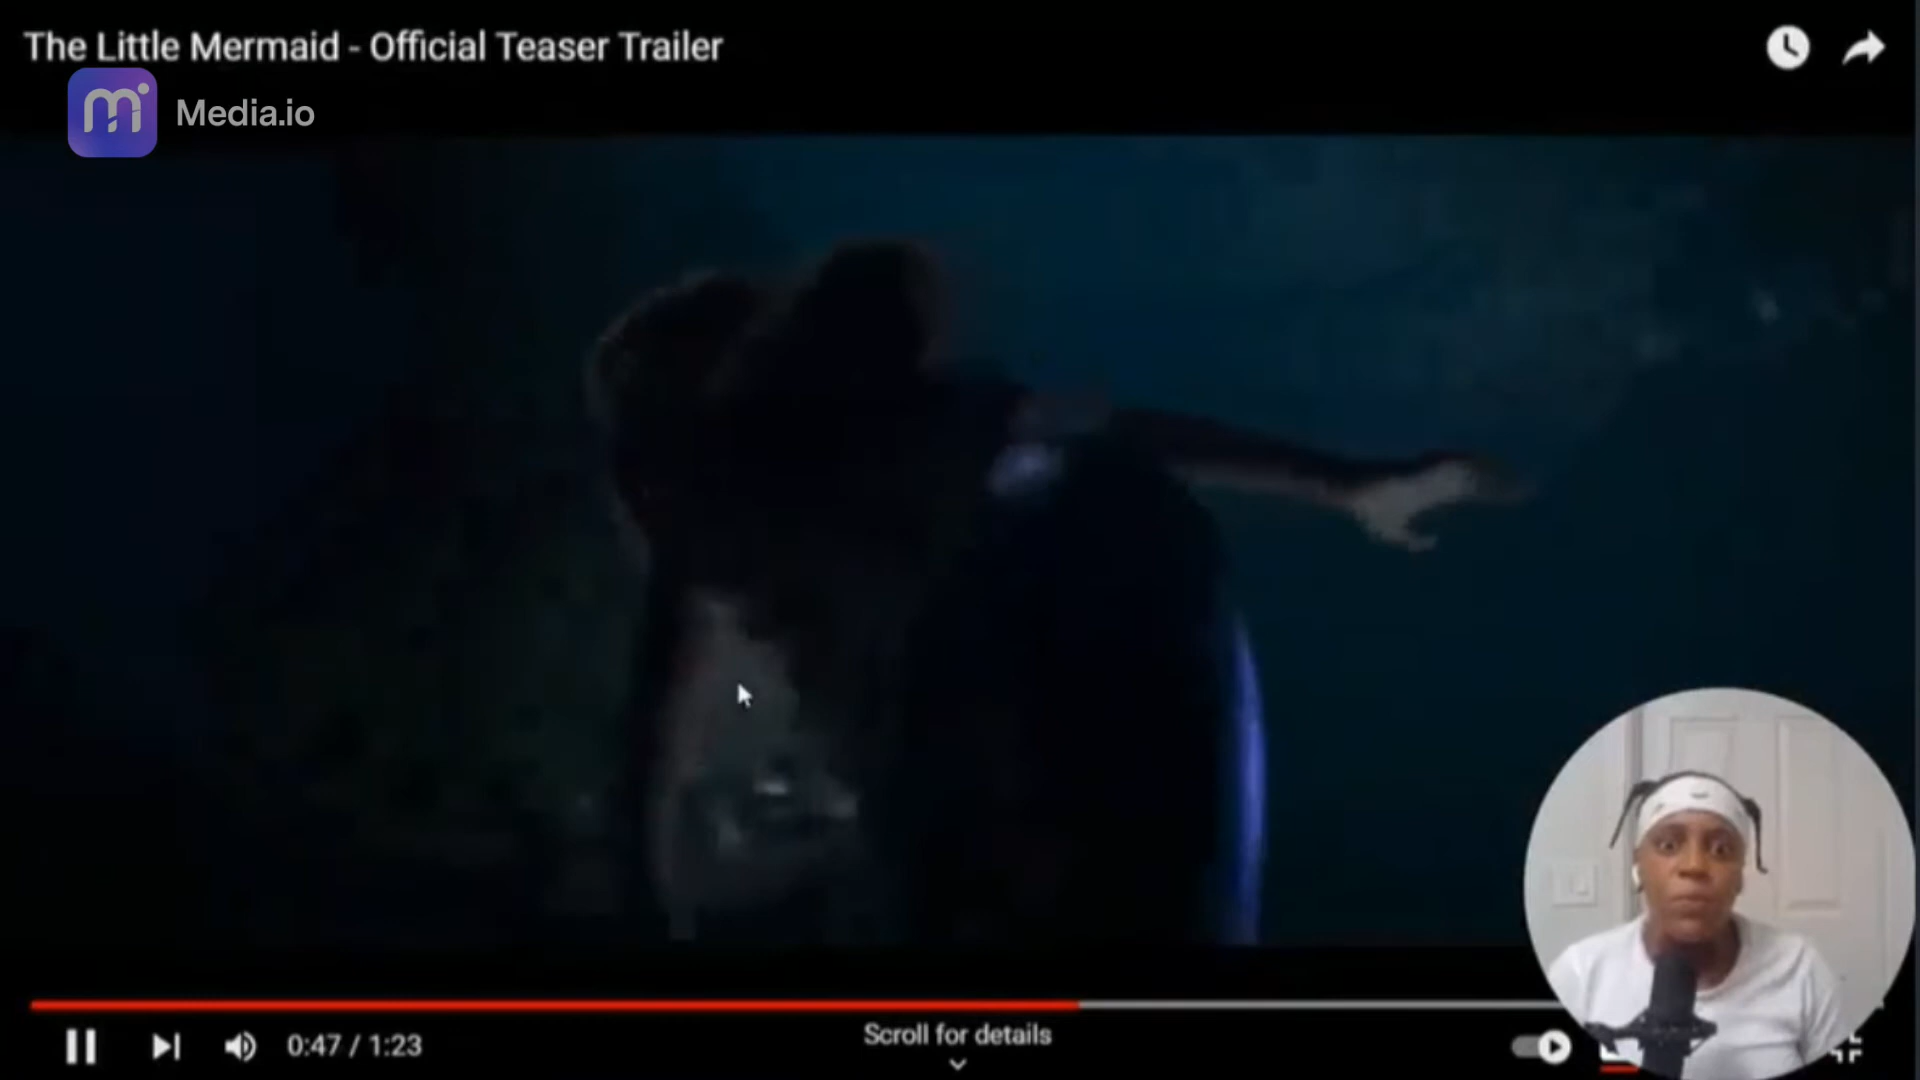 The Little Mermaid - Official Teaser Trailer
Media.io
Scroll for details
0:47 / 1:23